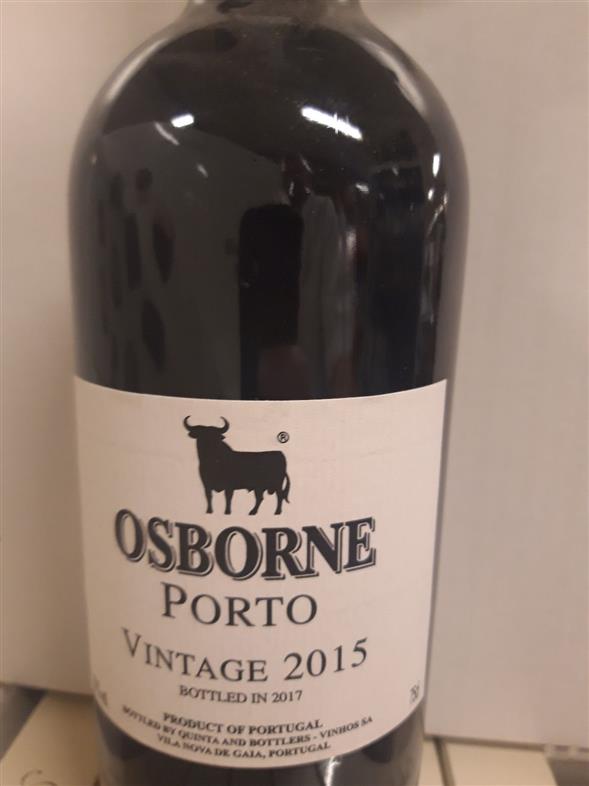 ®
OSBORNE
PORTO
VINTAGE 2015
BOTTLED IN 2017
PRODUCT OF PORTUGAL
BOTTLED BY QUINTA AND BOTTLERS - VINHOS SA
VILA NOVA DE GAIA, PORTUGAL